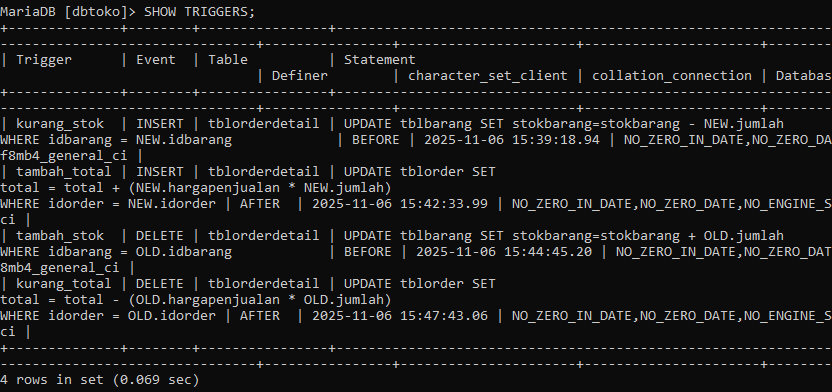 MariaDB [dbtoko]> SHOW TRIGGERS;
+--------------+--------+----------------+--------------------------------------------------------------
--------------------------------+---------+------------------------+----------------------+-------
| Trigger      | Event  | Table          | Statement
                                | Definer        | character_set_client | collation_connection | Databas
+--------------+--------+----------------+--------------------------------------------------------------
--------------------------------+---------+------------------------+----------------------+-------
| kurang_stok  | INSERT | tblorderdetail | UPDATE tblbarang SET stokbarang=stokbarang - NEW.jumlah
WHERE idbarang = NEW.idbarang             | BEFORE | 2025-11-06 15:39:18.94 | NO_ZERO_IN_DATE,NO_ZERO_DA
f8mb4_general_ci |
| tambah_total | INSERT | tblorderdetail | UPDATE tblorder SET
total = total + (NEW.hargapenjualan * NEW.jumlah)
WHERE idorder = NEW.idorder | AFTER  | 2025-11-06 15:42:33.99 | NO_ZERO_IN_DATE,NO_ZERO_DATE,NO_ENGINE_S
ci |
| tambah_stok  | DELETE | tblorderdetail | UPDATE tblbarang SET stokbarang=stokbarang + OLD.jumlah
WHERE idbarang = OLD.idbarang            | BEFORE | 2025-11-06 15:44:45.20 | NO_ZERO_IN_DATE,NO_ZERO_DAT
8mb4_general_ci |
| kurang_total | DELETE | tblorderdetail | UPDATE tblorder SET
total = total - (OLD.hargapenjualan * OLD.jumlah)
WHERE idorder = OLD.idorder | AFTER  | 2025-11-06 15:47:43.06 | NO_ZERO_IN_DATE,NO_ZERO_DATE,NO_ENGINE_S
ci |
+--------------+--------+----------------+--------------------------------------------------------------
--------------------------------+---------+------------------------+----------------------+-------
4 rows in set (0.069 sec)